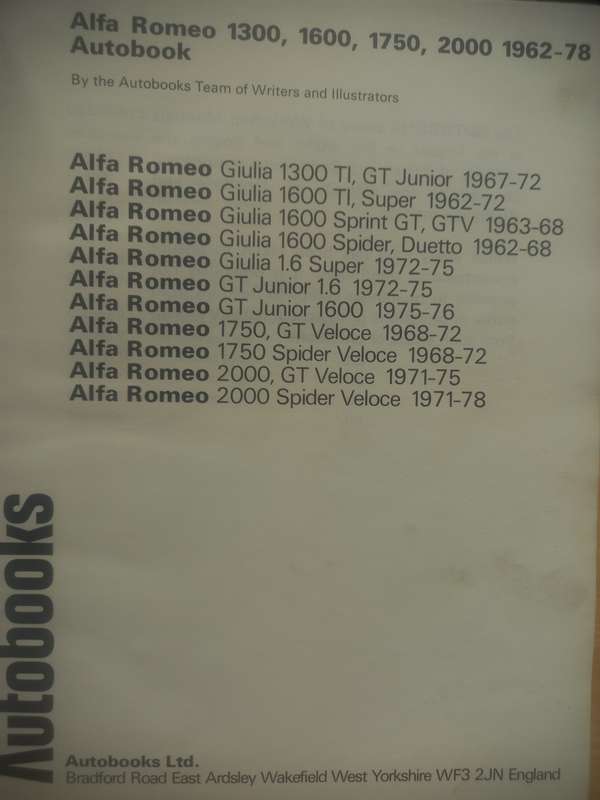 Alfa Romeo 1300, 1600, 1750, 2000 1962-78
Autobook
By the Autobooks Team of Writers and Illustrators
Alfa Romeo Giulia 1300 TI, GT Junior 1967-72
Alfa Romeo Giulia 1600 TI, Super 1962-72
Alfa Romeo Giulia 1600 Sprint GT, GTV 1963-68
Alfa Romeo Giulia 1600 Spider, Duetto 1962-68
Alfa Romeo Giulia 1.6 Super 1972-75
Alfa Romeo GT Junior 1.6 1972-75
Alfa Romeo GT Junior 1600 1975-76
Alfa Romeo 1750, GT Veloce 1968-72
Alfa Romeo 1750 Spider Veloce 1968-72
Alfa Romeo 2000, GT Veloce 1971-75
Alfa Romeo 2000 Spider Veloce 1971-78
Autobooks
Autobooks Ltd.
Bradford Road East Ardsley Wakefield West Yorkshire WF3 2JN England